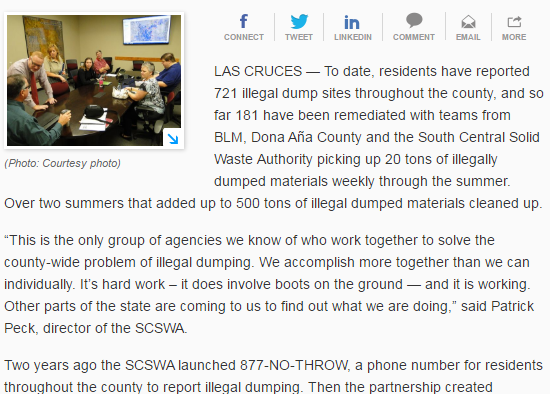 CONNECT TWEET LINKEDIN COMMENT EMAIL MORE
LAS CRUCES — To date, residents have reported
721 illegal dump sites throughout the county, and so
far 181 have been remediated with teams from
BLM, Dona Aña County and the South Central Solid
Waste Authority picking up 20 tons of illegally
dumped materials weekly through the summer.
(Photo: Courtesy photo)
Over two summers that added up to 500 tons of illegal dumped materials cleaned up.
“This is the only group of agencies we know of who work together to solve the
county-wide problem of illegal dumping. We accomplish more together than we can
individually. It’s hard work – it does involve boots on the ground — and it is working.
Other parts of the state are coming to us to find out what we are doing,” said Patrick
Peck, director of the SCSWA.
Two years ago the SCSWA launched 877-NO-THROW, a phone number for residents
throughout the county to report illegal dumping. Then the partnership created